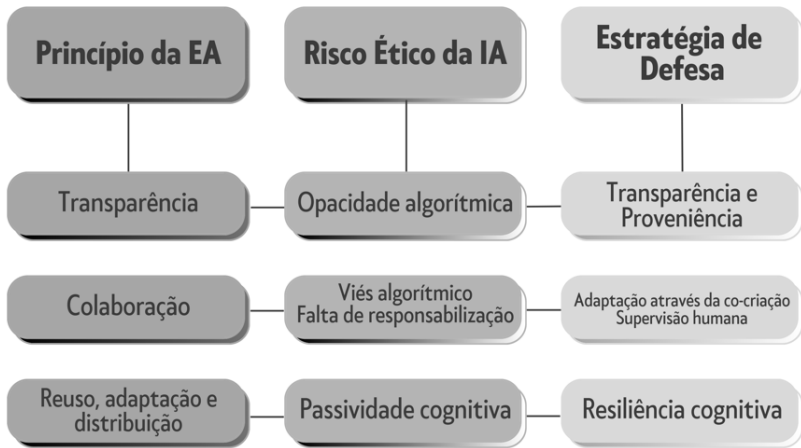 Princípio da EA
Risco Ético da IA
Estratégia de
Defesa
Transparência
Opacidade algorítmica
Transparência e
Proveniência
Colaboração
Viés algorítmico
Falta de responsabilização
Adaptação através da co-criação
Supervisão humana
Reuso, adaptação e
distribuição
Passividade cognitiva
Resiliência cognitiva